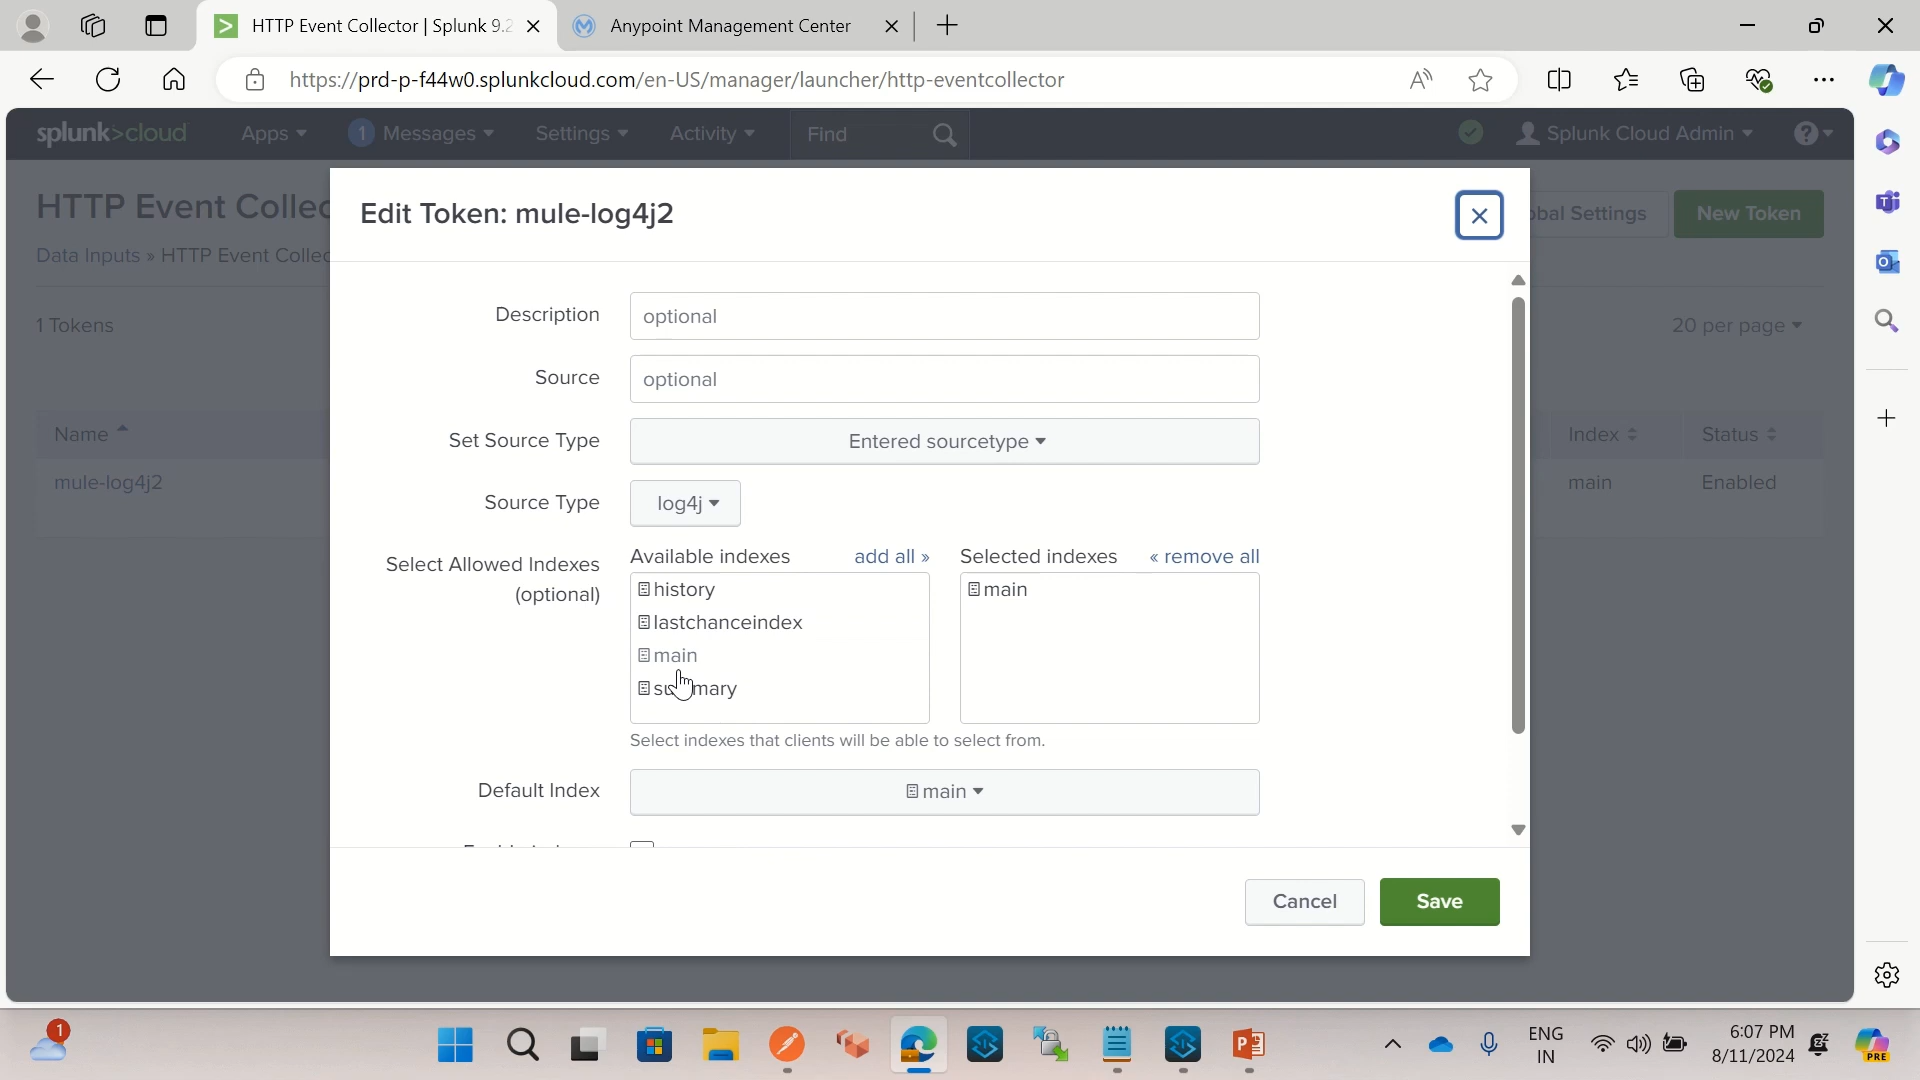 HTTP Event Collector | Splunk 9.2
Anypoint Management Center
https://prd-p-f44w0.splunkcloud.com/en-US/manager/launcher/http-eventcollector
splunk>cloud
Apps
1
Messages
Settings
Activity
Find
Splunk Cloud Admin
HTTP Event Collec
Edit Token: mule-log4j2
bal Settings
New Token
Data Inputs » HTTP Event Collec
1 Tokens
20 per page
Description
optional
Source
optional
Set Source Type
Entered sourcetype
Name
Index
Status
mule-log4j2
main
Enabled
Source Type
log4j
Select Allowed Indexes
(optional)
Available indexes
add all »
Selected indexes
« remove all
history
lastchanceindex
main
summary
main
Select indexes that clients will be able to select from.
Default Index
main
Cancel
Save
1
ENG
IN
6:07 PM
8/11/2024
PRE